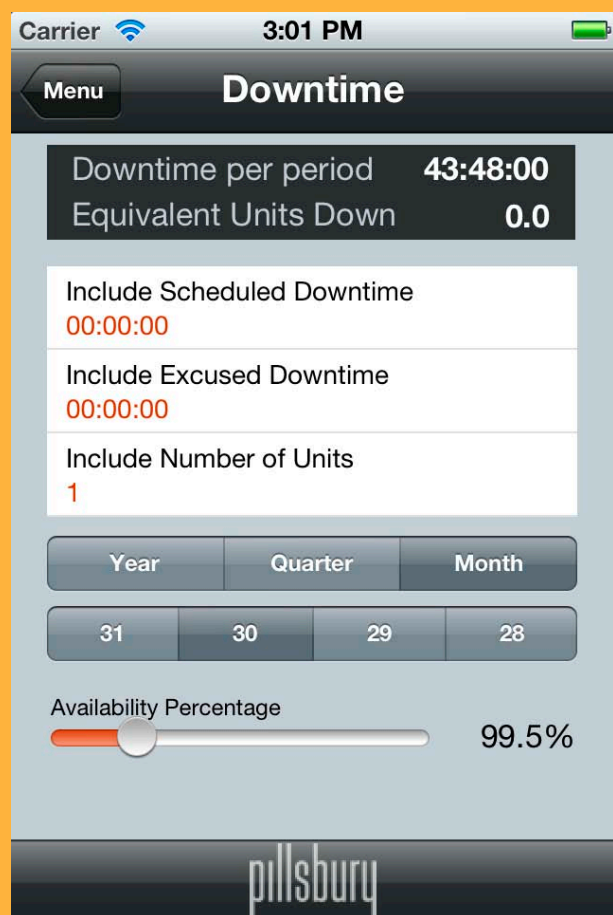 Carrier 3:01 PM
Menu Downtime
Downtime per period 43:48:00
Equivalent Units Down 0.0
Include Scheduled Downtime
00:00:00
Include Excused Downtime
00:00:00
Include Number of Units
1
Year Quarter Month
31 30 29 28
Availability Percentage
99.5%
pillsbury